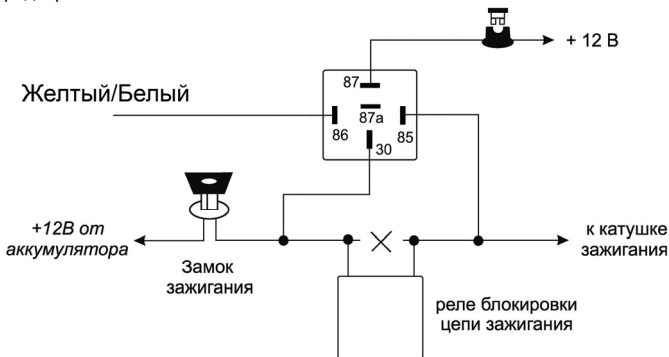 + 12 В
87
Желтый/Белый
87a
86
85
30
+12В от
аккумулятора
к катушке
зажигания
Замок
зажигания
реле блокировки
цепи зажигания